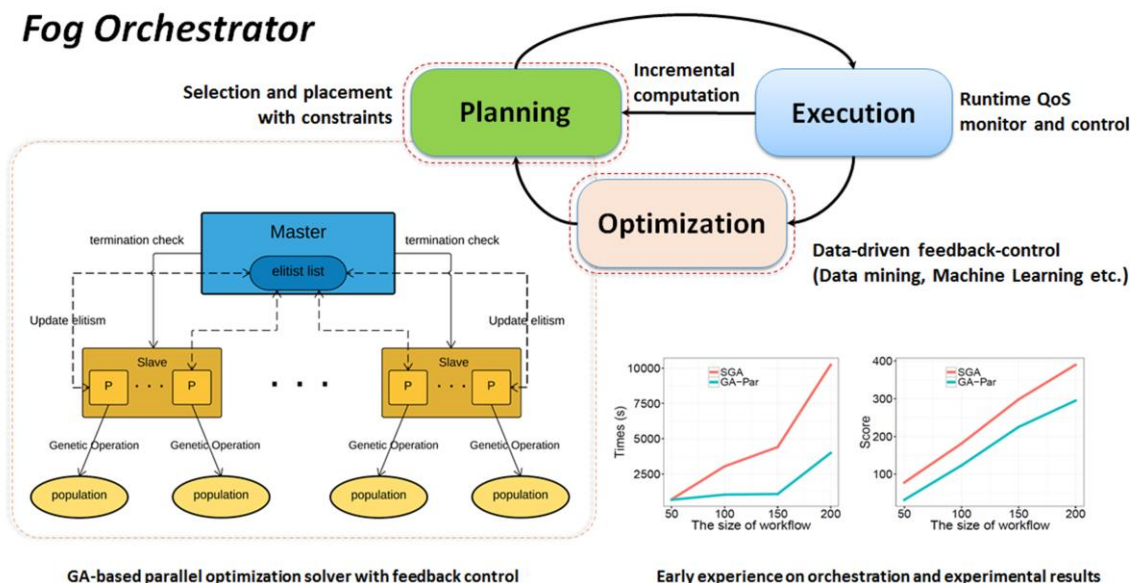 Fog Orchestrator
Selection and placement
with constraints
Planning
Incremental
computation
Execution
Runtime QoS
monitor and control
Optimization
Data-driven feedback-control
(Data mining, Machine Learning etc.)
Master
elitist list
termination check
termination check
Update elitism
Update elitism
Slave
P · · · P
· · ·
Slave
P · · · P
Genetic Operation
Genetic Operation
Genetic Operation
Genetic Operation
population
population
population
population
SGA
GA-Par
10000
7500
5000
2500
Times (s)
50 100 150 200
The size of workflow
SGA
GA-Par
400
300
200
100
Score
50 100 150 200
The size of workflow
GA-based parallel optimization solver with feedback control
Early experience on orchestration and experimental results